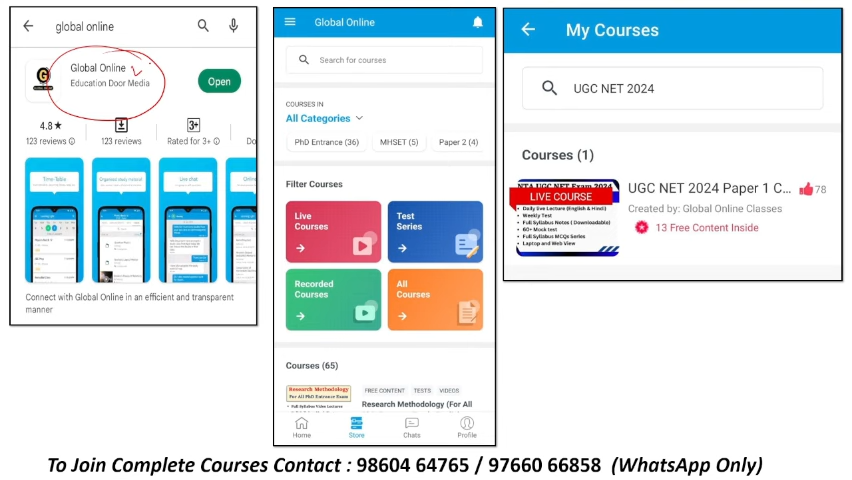 global online
Global Online
Education Door Media
Open
4.8★
123 reviews
123 reviews
3+
Rated for 3+
Do
Time-Table
Live chat
Connect with Global Online in an efficient and transparent
manner
Global Online
Search for courses
COURSES IN
All Categories
PhD Entrance (36)
MHSET (5)
Paper 2 (4)
Filter Courses
Live
Courses
Test
Series
Recorded
Courses
All
Courses
Courses (65)
Research Methodology
For All PhD Entrance Exam
• Full Syllabus Video Lectures
FREE CONTENT
TESTS
VIDEOS
Research Methodology (For All
Home
Store
Chats
Profile
My Courses
UGC NET 2024
Courses (1)
NTA UGC NET Exam 2024
LIVE COURSE
• Daily live Lecture (English & Hindi)
• Weekly Test
• Full Syllabus Notes ( Downloadable)
• 60+ Mock test
• Full Syllabus MCQs Series
• Laptop and Web View
UGC NET 2024 Paper 1 C...
78
Created by: Global Online Classes
13 Free Content Inside
To Join Complete Courses Contact : 98604 64765 / 97660 66858 (WhatsApp Only)